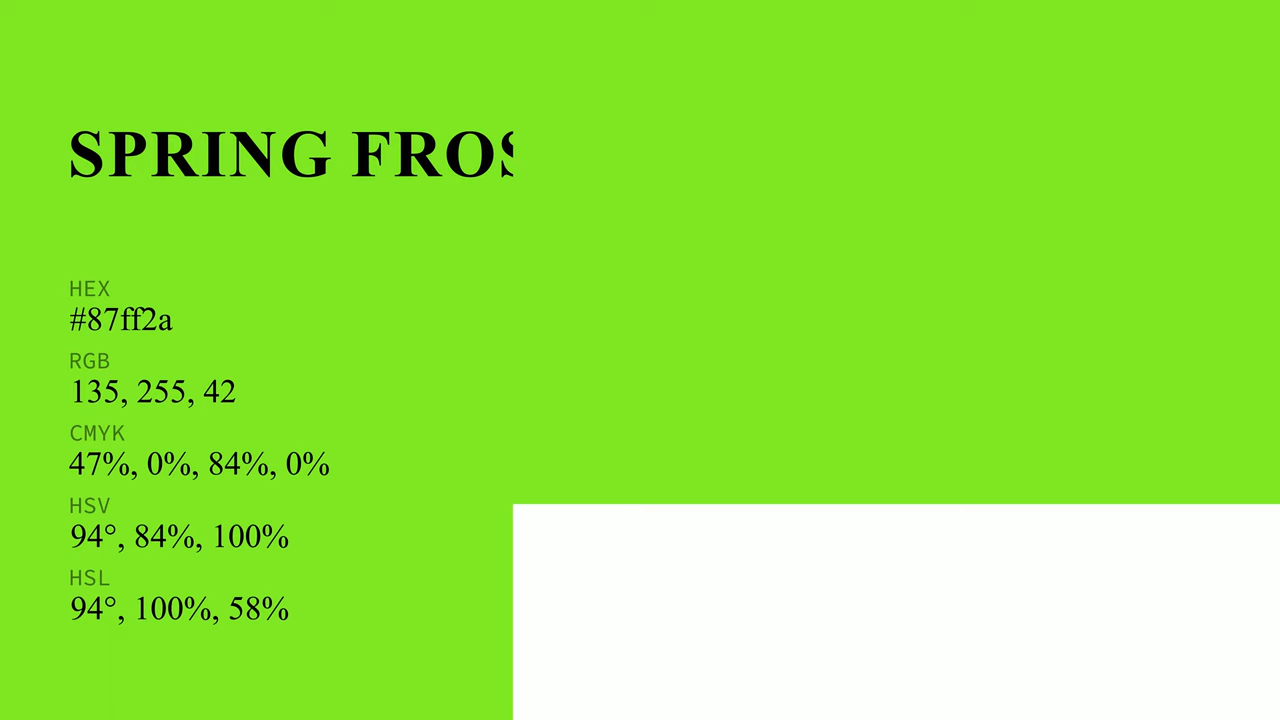 SPRING FROS
HEX
#87ff2a
RGB
135, 255, 42
CMYK
47%, 0%, 84%, 0%
HSV
94°, 84%, 100%
HSL
94°, 100%, 58%